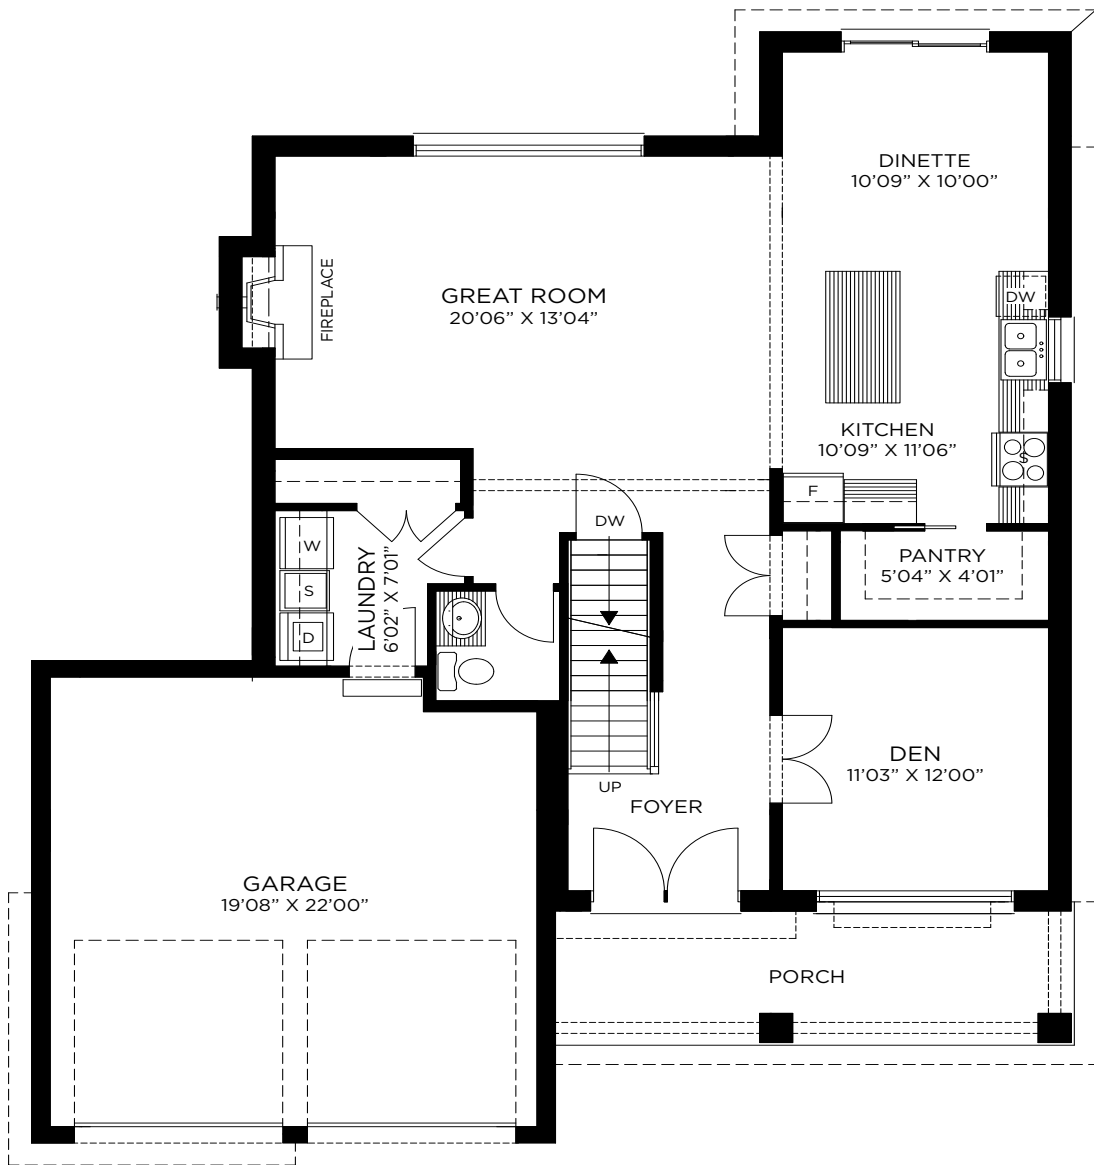 DINETTE
10’09” X 10’00”
GREAT ROOM
20’06” X 13’04”
FIREPLACE
DW
KITCHEN
10’09” X 11’06”
S
F
DW
W
S
D
LAUNDRY
6’02” X 7’01”
PANTRY
5’04” X 4’01”
DEN
11’03” X 12’00”
UP
FOYER
GARAGE
19’08” X 22’00”
PORCH